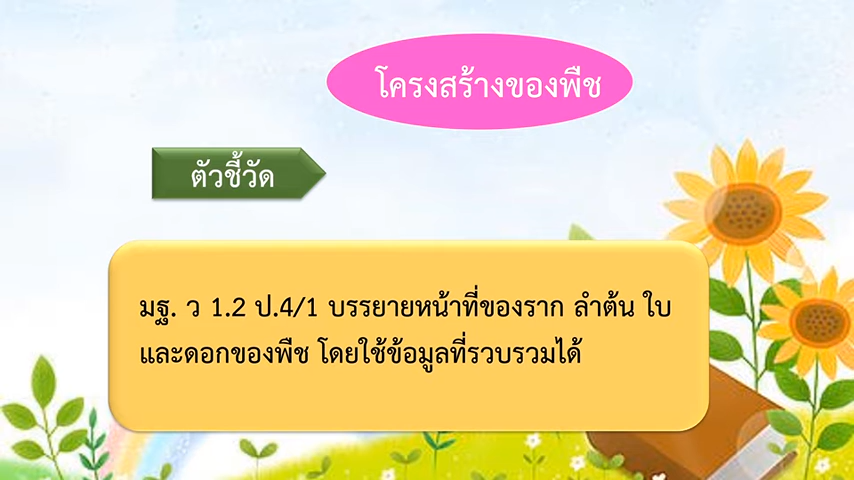 โครงสร้างของพืช
ตัวชี้วัด
มฐ. ว 1.2 ป.4/1 บรรยายหน้าที่ของราก ลำต้น ใบ
และดอกของพืช โดยใช้ข้อมูลที่รวบรวมได้